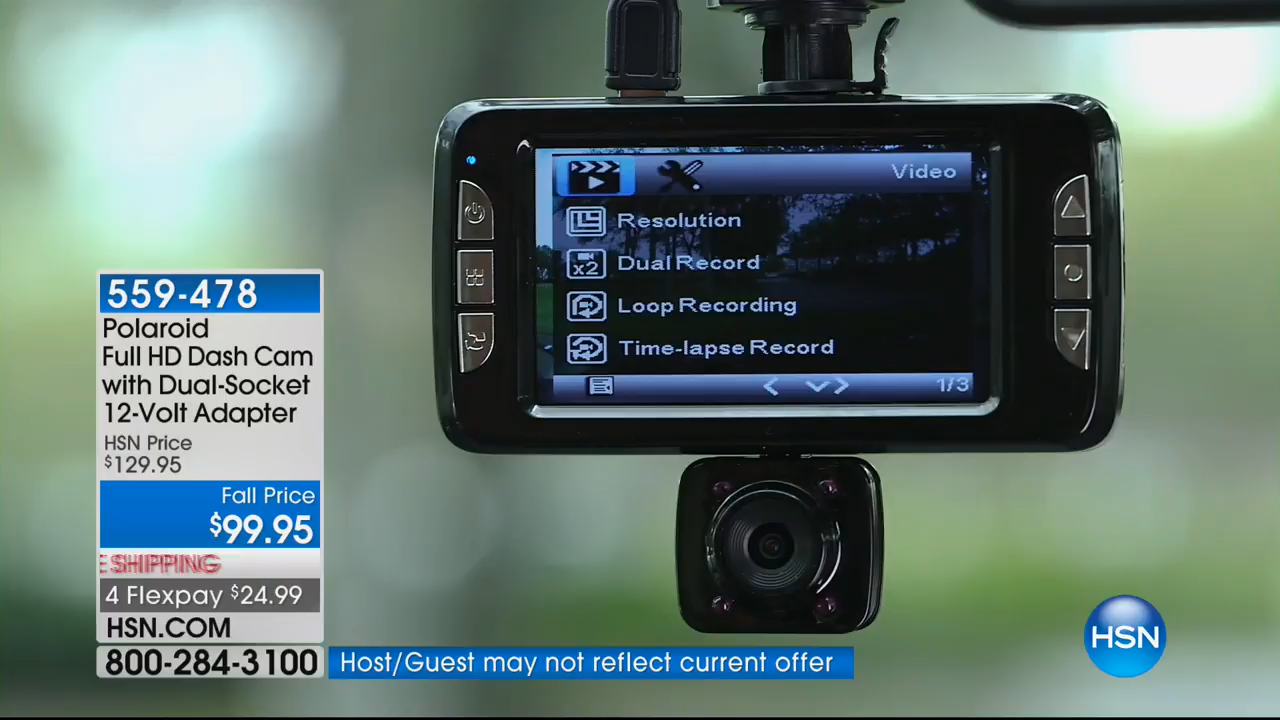 Video
Resolution
x2 Dual Record
Loop Recording
Time-lapse Record
1/3
559-478
Polaroid
Full HD Dash Cam
with Dual-Socket
12-Volt Adapter
HSN Price
$129.95
Fall Price
$99.95
E SHIPPING
4 Flexpay $24.99
HSN.COM
800-284-3100
Host/Guest may not reflect current offer
HSN